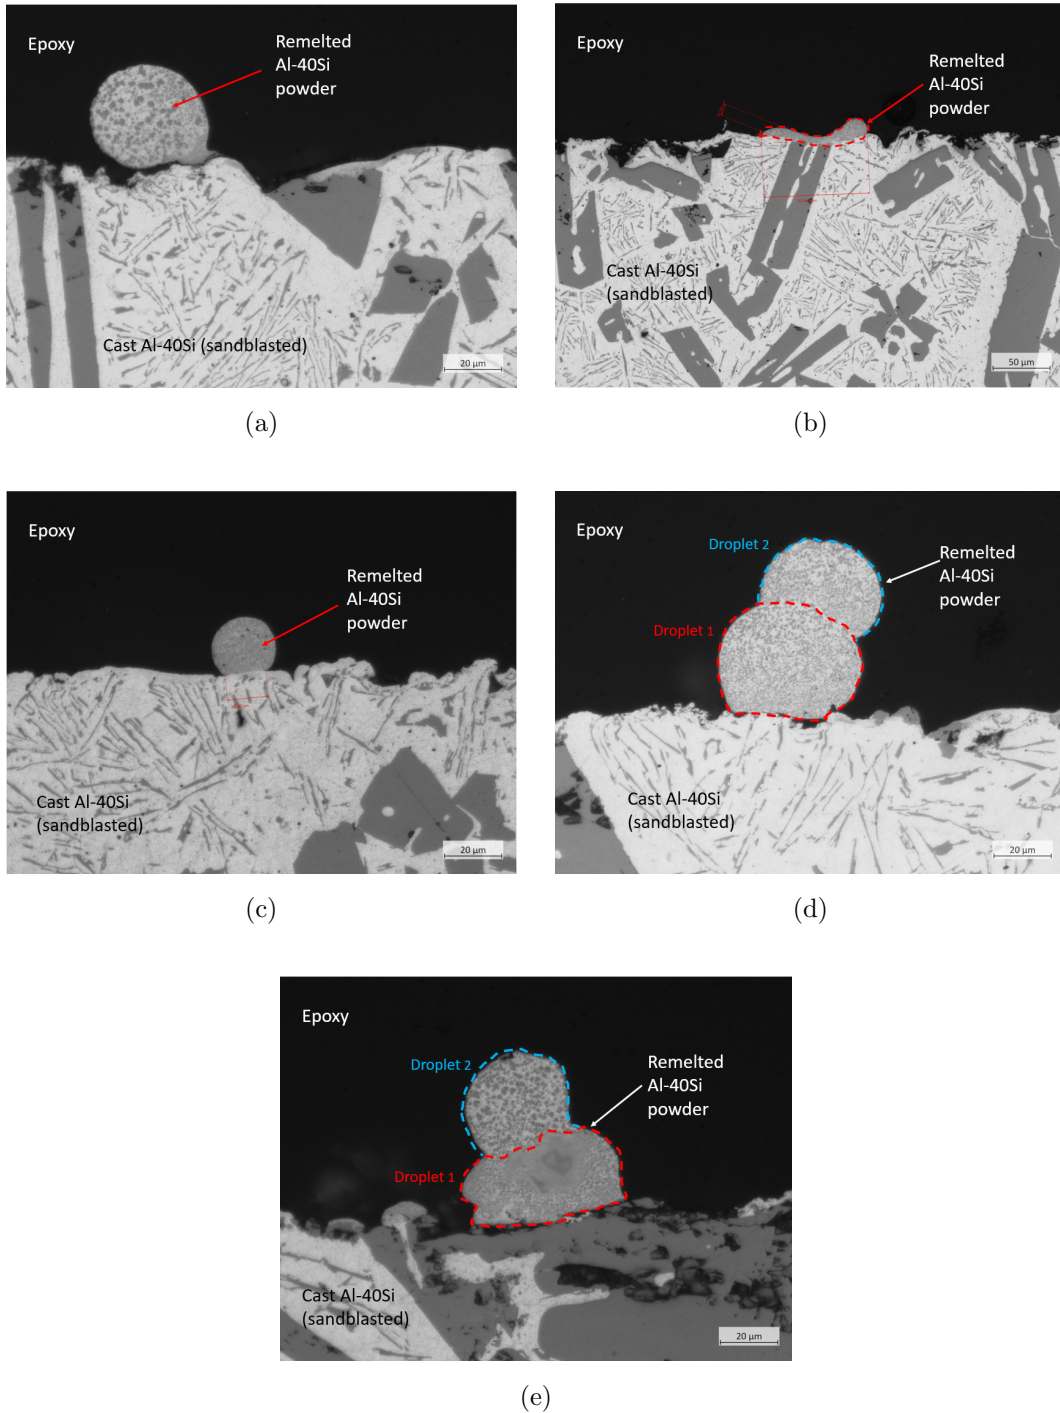 Epoxy
Remelted
Al-40Si
powder
Cast Al-40Si (sandblasted)
20 µm
(a)
Epoxy
Remelted
Al-40Si
powder
Cast Al-40Si
(sandblasted)
50 µm
(b)
Epoxy
Remelted
Al-40Si
powder
Cast Al-40Si
(sandblasted)
20 µm
(c)
Epoxy
Droplet 2
Remelted
Al-40Si
powder
Droplet 1
Cast Al-40Si
(sandblasted)
20 µm
(d)
Epoxy
Droplet 2
Remelted
Al-40Si
powder
Droplet 1
Cast Al-40Si
(sandblasted)
20 µm
(e)